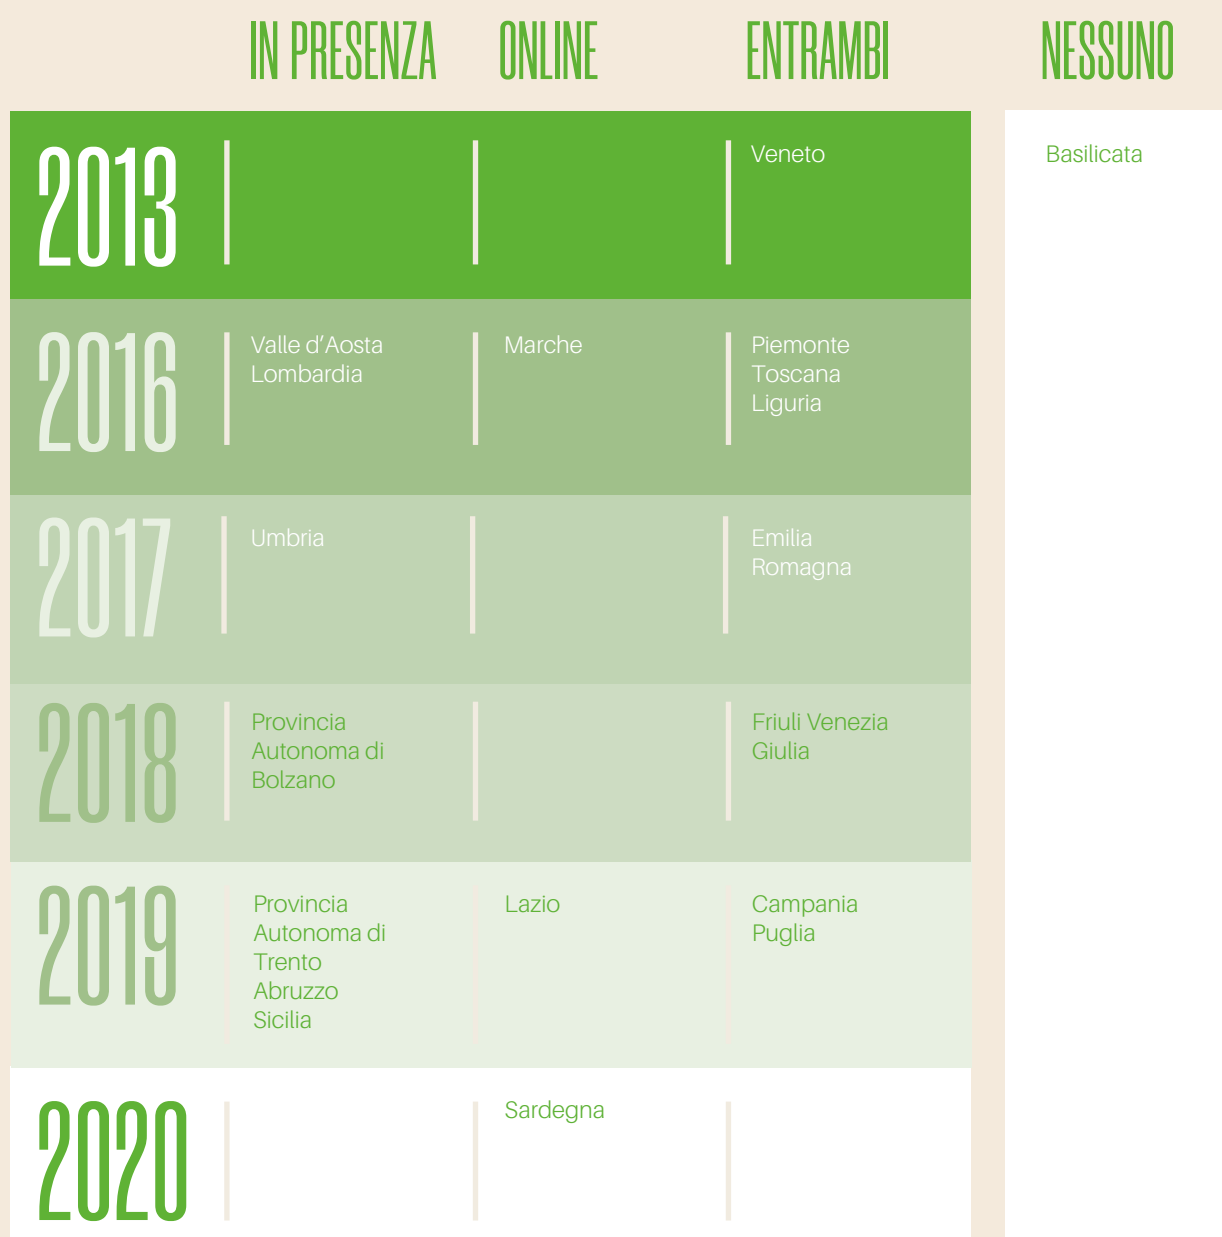 IN PRESENZA ONLINE ENTRAMBI NESSUNO
2013
Veneto
Basilicata
2016
Valle d’Aosta
Lombardia
Marche
Piemonte
Toscana
Liguria
2017
Umbria
Emilia
Romagna
2018
Provincia
Autonoma di
Bolzano
Friuli Venezia
Giulia
2019
Provincia
Autonoma di
Trento
Abruzzo
Sicilia
Lazio
Campania
Puglia
2020
Sardegna